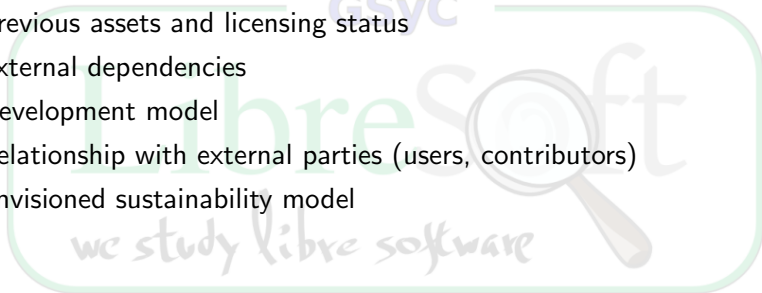 GSyC
revious assets and licensing status
xternal dependencies
evelopment model
elationship with external parties (users, contributors)
nvisioned sustainability model
LibreSoft
we study libre software